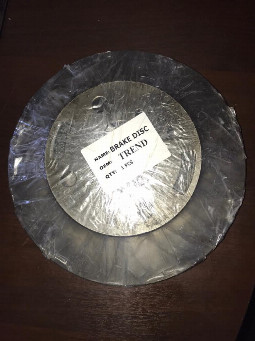 NAME: BRAKE DISC
OEM: TREND
QTY: 1 PCS